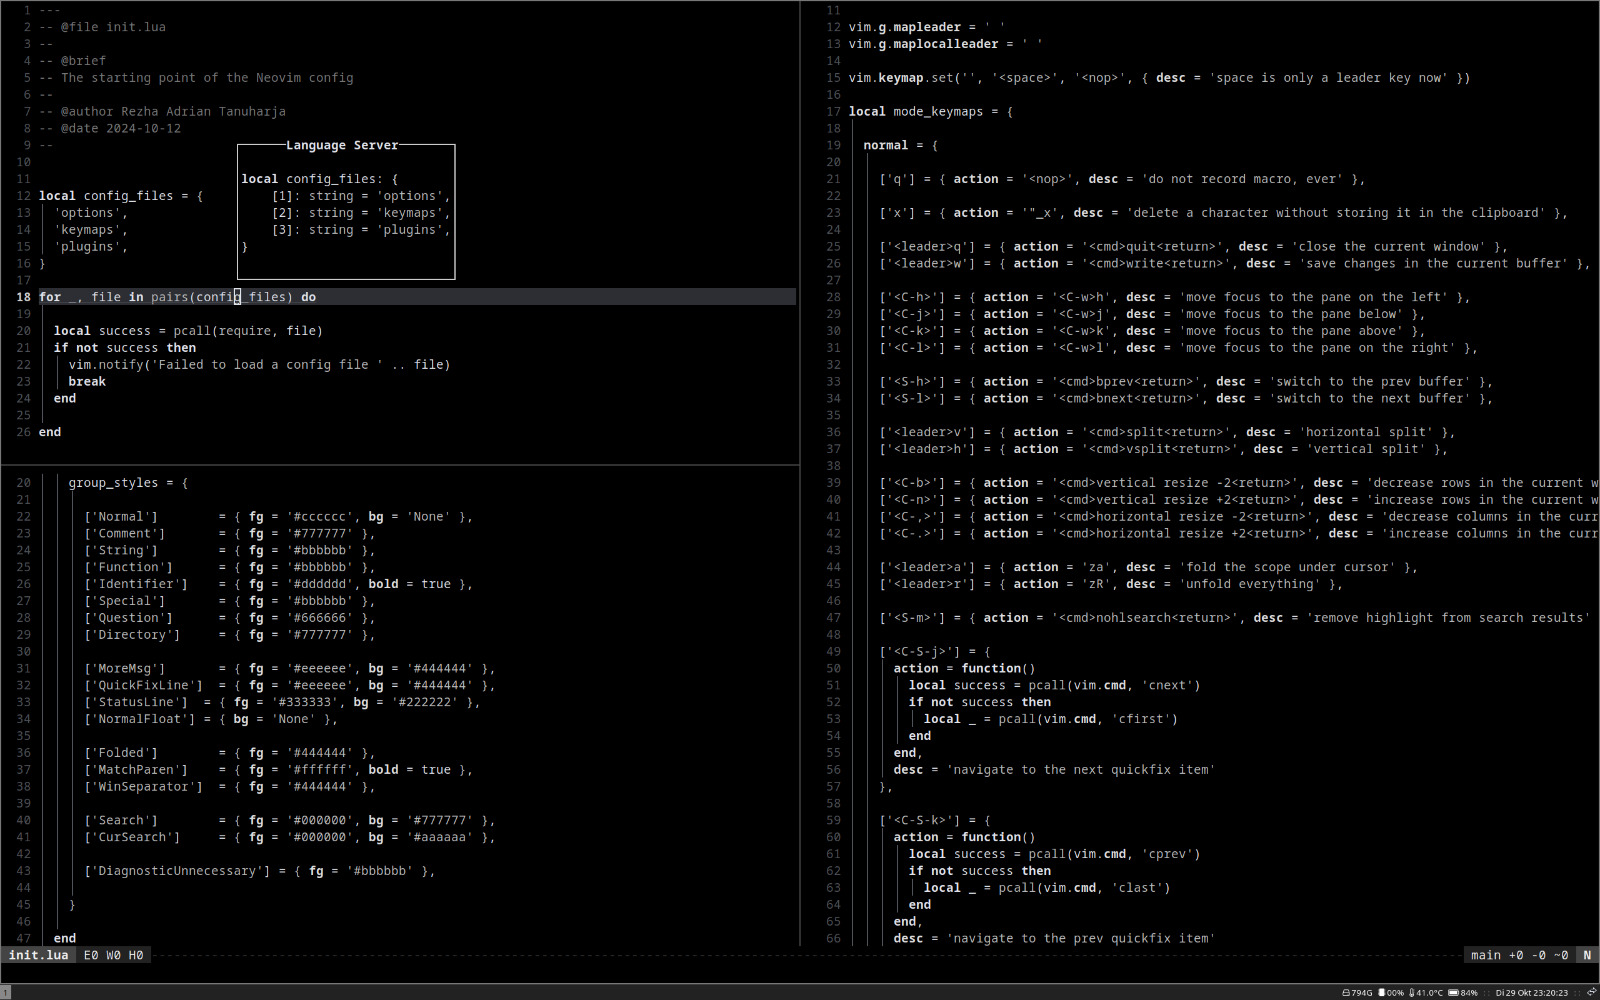 1 ---
2 -- @file init.lua
3 --
4 -- @brief
5 -- The starting point of the Neovim config
6 --
7 -- @author Rezha Adrian Tanuharja
8 -- @date 2024-10-12
9 --
10
11
12 local config_files = {
13 'options',
14 'keymaps',
15 'plugins',
16 }
17
18 for _, file in pairs(config_files) do
19
20 local success = pcall(require, file)
21 if not success then
22 vim.notify('Failed to load a config file ' .. file)
23 break
24 end
25
26 end
Language Server
local config_files: {
[1]: string = 'options',
[2]: string = 'keymaps',
[3]: string = 'plugins',
}
20 group_styles = {
21
22 ['Normal'] = { fg = '#cccccc', bg = 'None' },
23 ['Comment'] = { fg = '#777777' },
24 ['String'] = { fg = '#bbbbbb' },
25 ['Function'] = { fg = '#bbbbbb' },
26 ['Identifier'] = { fg = '#dddddd', bold = true },
27 ['Special'] = { fg = '#bbbbbb' },
28 ['Question'] = { fg = '#666666' },
29 ['Directory'] = { fg = '#777777' },
30
31 ['MoreMsg'] = { fg = '#eeeeee', bg = '#444444' },
32 ['QuickFixLine'] = { fg = '#eeeeee', bg = '#444444' },
33 ['StatusLine'] = { fg = '#333333', bg = '#222222' },
34 ['NormalFloat'] = { bg = 'None' },
35
36 ['Folded'] = { fg = '#444444' },
37 ['MatchParen'] = { fg = '#ffffff', bold = true },
38 ['WinSeparator'] = { fg = '#444444' },
39
40 ['Search'] = { fg = '#000000', bg = '#777777' },
41 ['CurSearch'] = { fg = '#000000', bg = '#aaaaaa' },
42
43 ['DiagnosticUnnecessary'] = { fg = '#bbbbbb' },
44
45 }
46
47 end
11
12 vim.g.mapleader = ' '
13 vim.g.maplocalleader = ' '
14
15 vim.keymap.set('', '<space>', '<nop>', { desc = 'space is only a leader key now' })
16
17 local mode_keymaps = {
18
19 normal = {
20
21 ['q'] = { action = '<nop>', desc = 'do not record macro, ever' },
22
23 ['x'] = { action = '"_x', desc = 'delete a character without storing it in the clipboard' },
24
25 ['<leader>q'] = { action = '<cmd>quit<return>', desc = 'close the current window' },
26 ['<leader>w'] = { action = '<cmd>write<return>', desc = 'save changes in the current buffer' },
27
28 ['<C-h>'] = { action = '<C-w>h', desc = 'move focus to the pane on the left' },
29 ['<C-j>'] = { action = '<C-w>j', desc = 'move focus to the pane below' },
30 ['<C-k>'] = { action = '<C-w>k', desc = 'move focus to the pane above' },
31 ['<C-l>'] = { action = '<C-w>l', desc = 'move focus to the pane on the right' },
32
33 ['<S-h>'] = { action = '<cmd>bprev<return>', desc = 'switch to the prev buffer' },
34 ['<S-l>'] = { action = '<cmd>bnext<return>', desc = 'switch to the next buffer' },
35
36 ['<leader>v'] = { action = '<cmd>split<return>', desc = 'horizontal split' },
37 ['<leader>h'] = { action = '<cmd>vsplit<return>', desc = 'vertical split' },
38
39 ['<C-b>'] = { action = '<cmd>vertical resize -2<return>', desc = 'decrease rows in the current w
40 ['<C-n>'] = { action = '<cmd>vertical resize +2<return>', desc = 'increase rows in the current w
41 ['<C-,>'] = { action = '<cmd>horizontal resize -2<return>', desc = 'decrease columns in the curr
42 ['<C-.>'] = { action = '<cmd>horizontal resize +2<return>', desc = 'increase columns in the curr
43
44 ['<leader>a'] = { action = 'za', desc = 'fold the scope under cursor' },
45 ['<leader>r'] = { action = 'zR', desc = 'unfold everything' },
46
47 ['<S-m>'] = { action = '<cmd>nohlsearch<return>', desc = 'remove highlight from search results'
48
49 ['<C-S-j>'] = {
50 action = function()
51 local success = pcall(vim.cmd, 'cnext')
52 if not success then
53 local _ = pcall(vim.cmd, 'cfirst')
54 end
55 end,
56 desc = 'navigate to the next quickfix item'
57 },
58
59 ['<C-S-k>'] = {
60 action = function()
61 local success = pcall(vim.cmd, 'cprev')
62 if not success then
63 local _ = pcall(vim.cmd, 'clast')
64 end
65 end,
66 desc = 'navigate to the prev quickfix item'
init.lua E0 W0 H0
main +0 -0 ~0 N
1
794G 00% 41.0°C 84% :: Di 29 Okt 23:20:23 ::